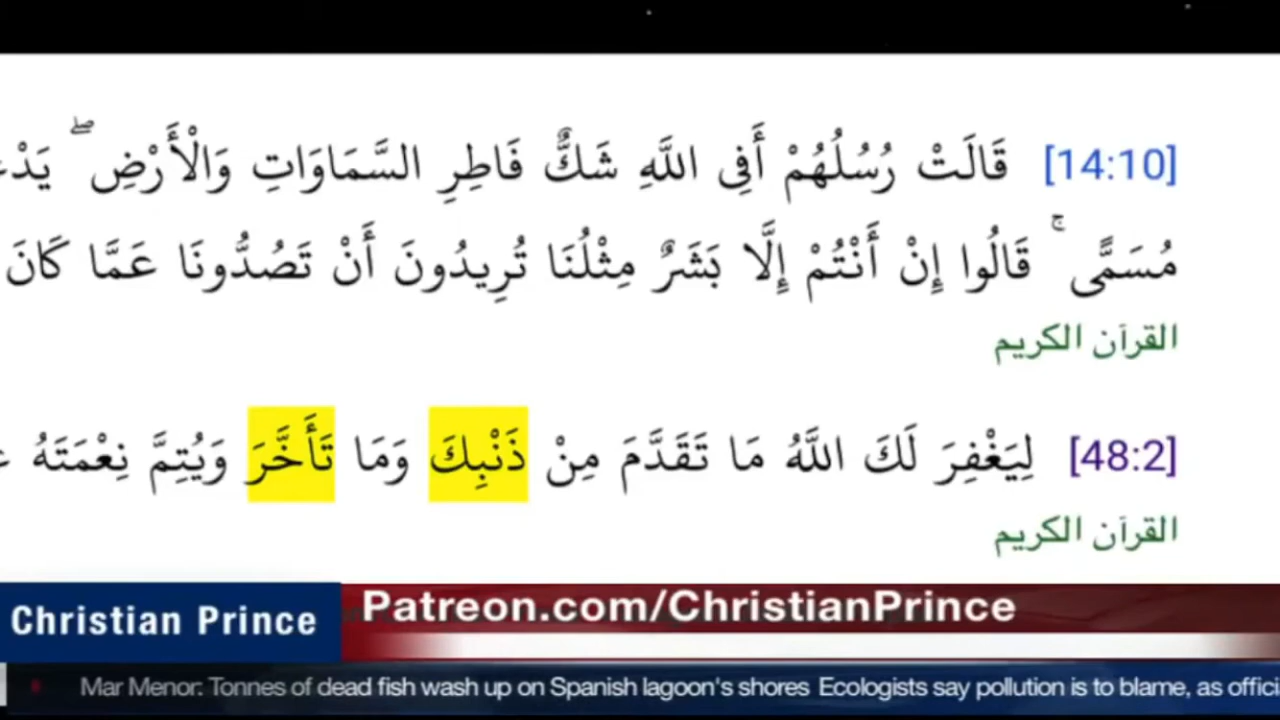 [14:10] قَالَتْ رُسُلُهُمْ أَفِي اللَّهِ شَكٌّ فَاطِرِ السَّمَاوَاتِ وَالْأَرْضِ ۖ
مُسَمًّى ۚ قَالُوا إِنْ أَنْتُمْ إِلَّا بَشَرٌ مِثْلُنَا تُرِيدُونَ أَنْ تَصُدُّونَا عَمَّا كَانَ
القرآن الكريم
[48:2] لِيَغْفِرَ لَكَ اللَّهُ مَا تَقَدَّمَ مِنْ ذَنْبِكَ وَمَا تَأَخَّرَ وَيُتِمَّ نِعْمَتَهُ
القرآن الكريم
Christian Prince
Patreon.com/ChristianPrince
Mar Menor: Tonnes of dead fish wash up on Spanish lagoon's shores Ecologists say pollution is to blame, as offici